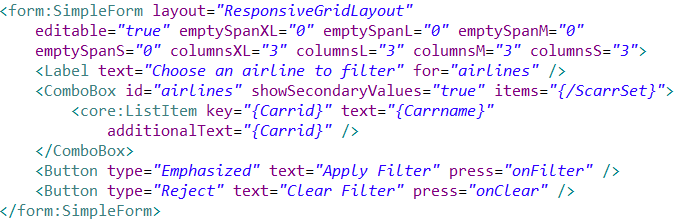 <form:SimpleForm layout="ResponsiveGridLayout"
editable="true" emptySpanXL="0" emptySpanL="0" emptySpanM="0"
emptySpanS="0" columnsXL="3" columnsL="3" columnsM="3" columnsS="3">
<Label text="Choose an airline to filter" for="airlines" />
<ComboBox id="airlines" showSecondaryValues="true" items="{/ScarrSet}">
<core:ListItem key="{Carrid}" text="{Carrname}"
additionalText="{Carrid}" />
</ComboBox>
<Button type="Emphasized" text="Apply Filter" press="onFilter" />
<Button type="Reject" text="Clear Filter" press="onClear" />
</form:SimpleForm>